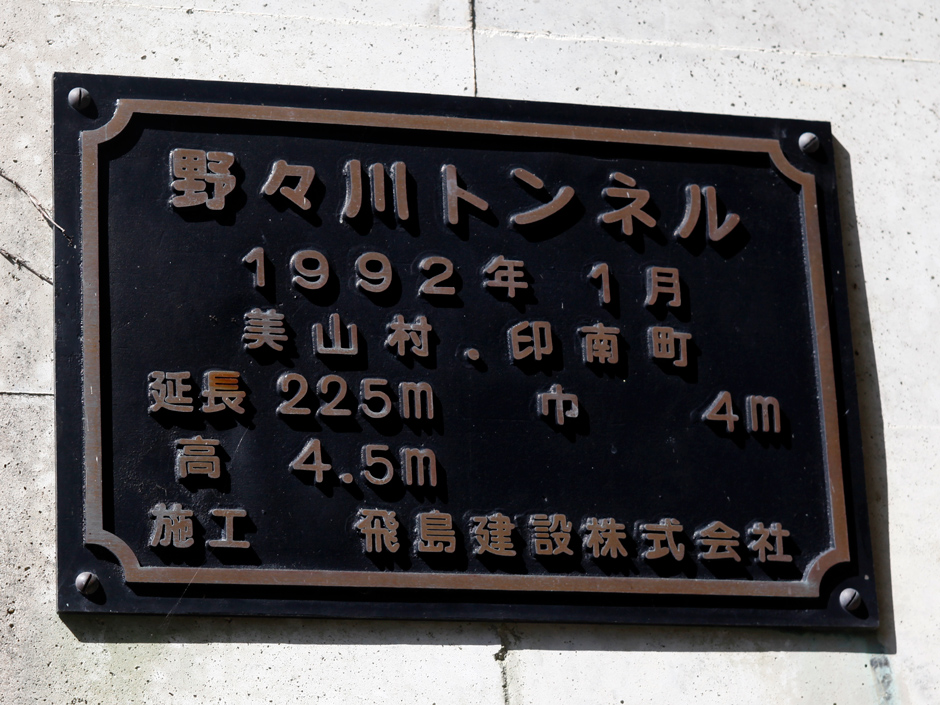 野々川トンネル
1992年 1月
美山村.印南町
延長 225m 巾 4m
高 4.5m
施工 飛島建設株式会社